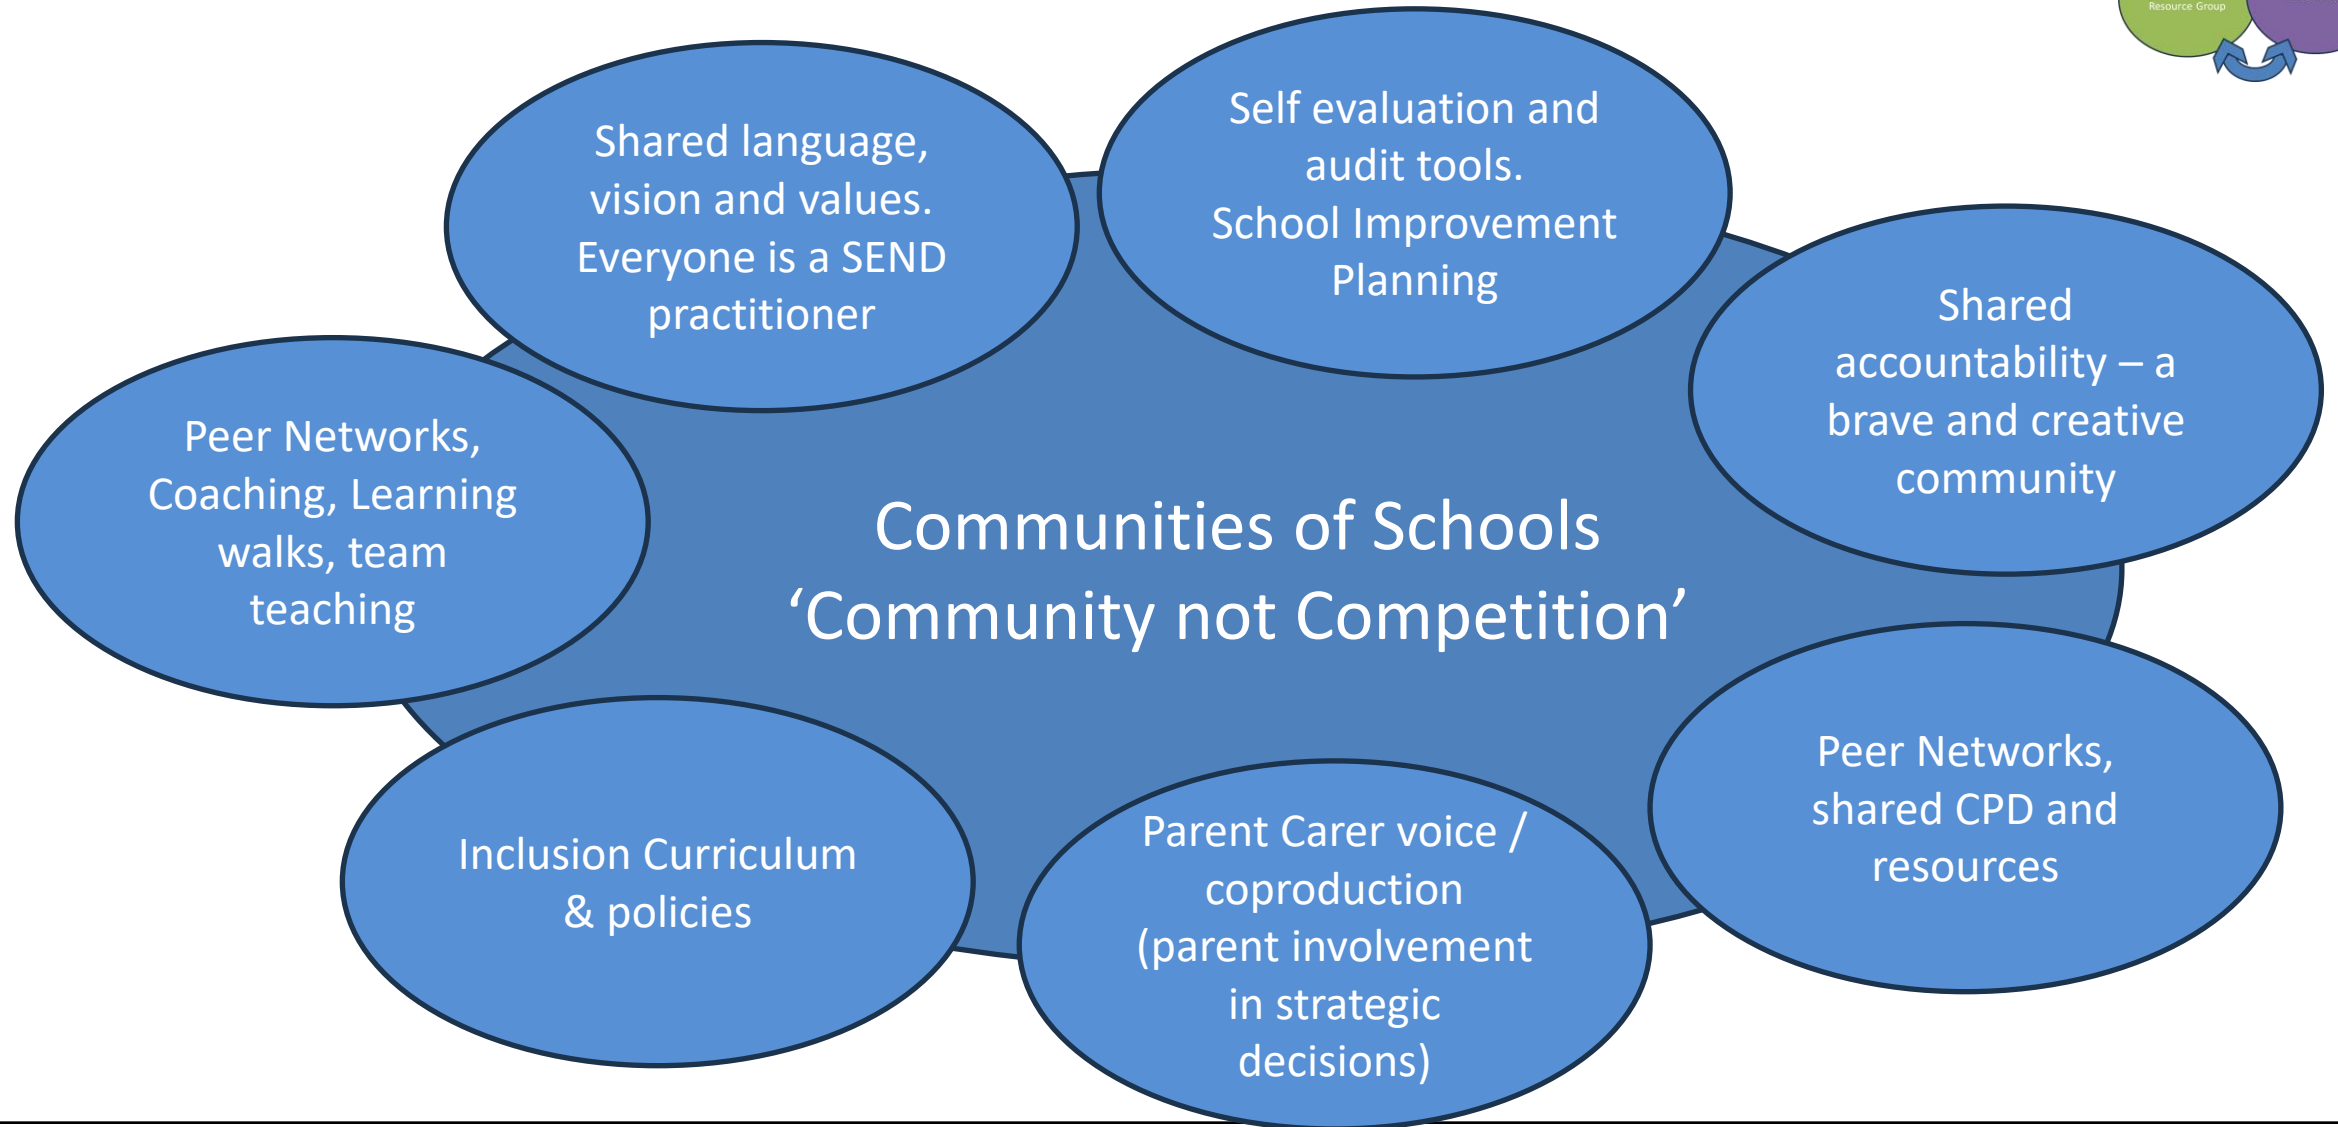 Resource Group
Shared language,
vision and values.
Everyone is a SEND
practitioner
Self evaluation and
audit tools.
School Improvement
Planning
Shared
accountability – a
brave and creative
community
Peer Networks,
Coaching, Learning
walks, team
teaching
Communities of Schools
‘Community not Competition’
Peer Networks,
shared CPD and
resources
Inclusion Curriculum
& policies
Parent Carer voice /
coproduction
(parent involvement
in strategic
decisions)